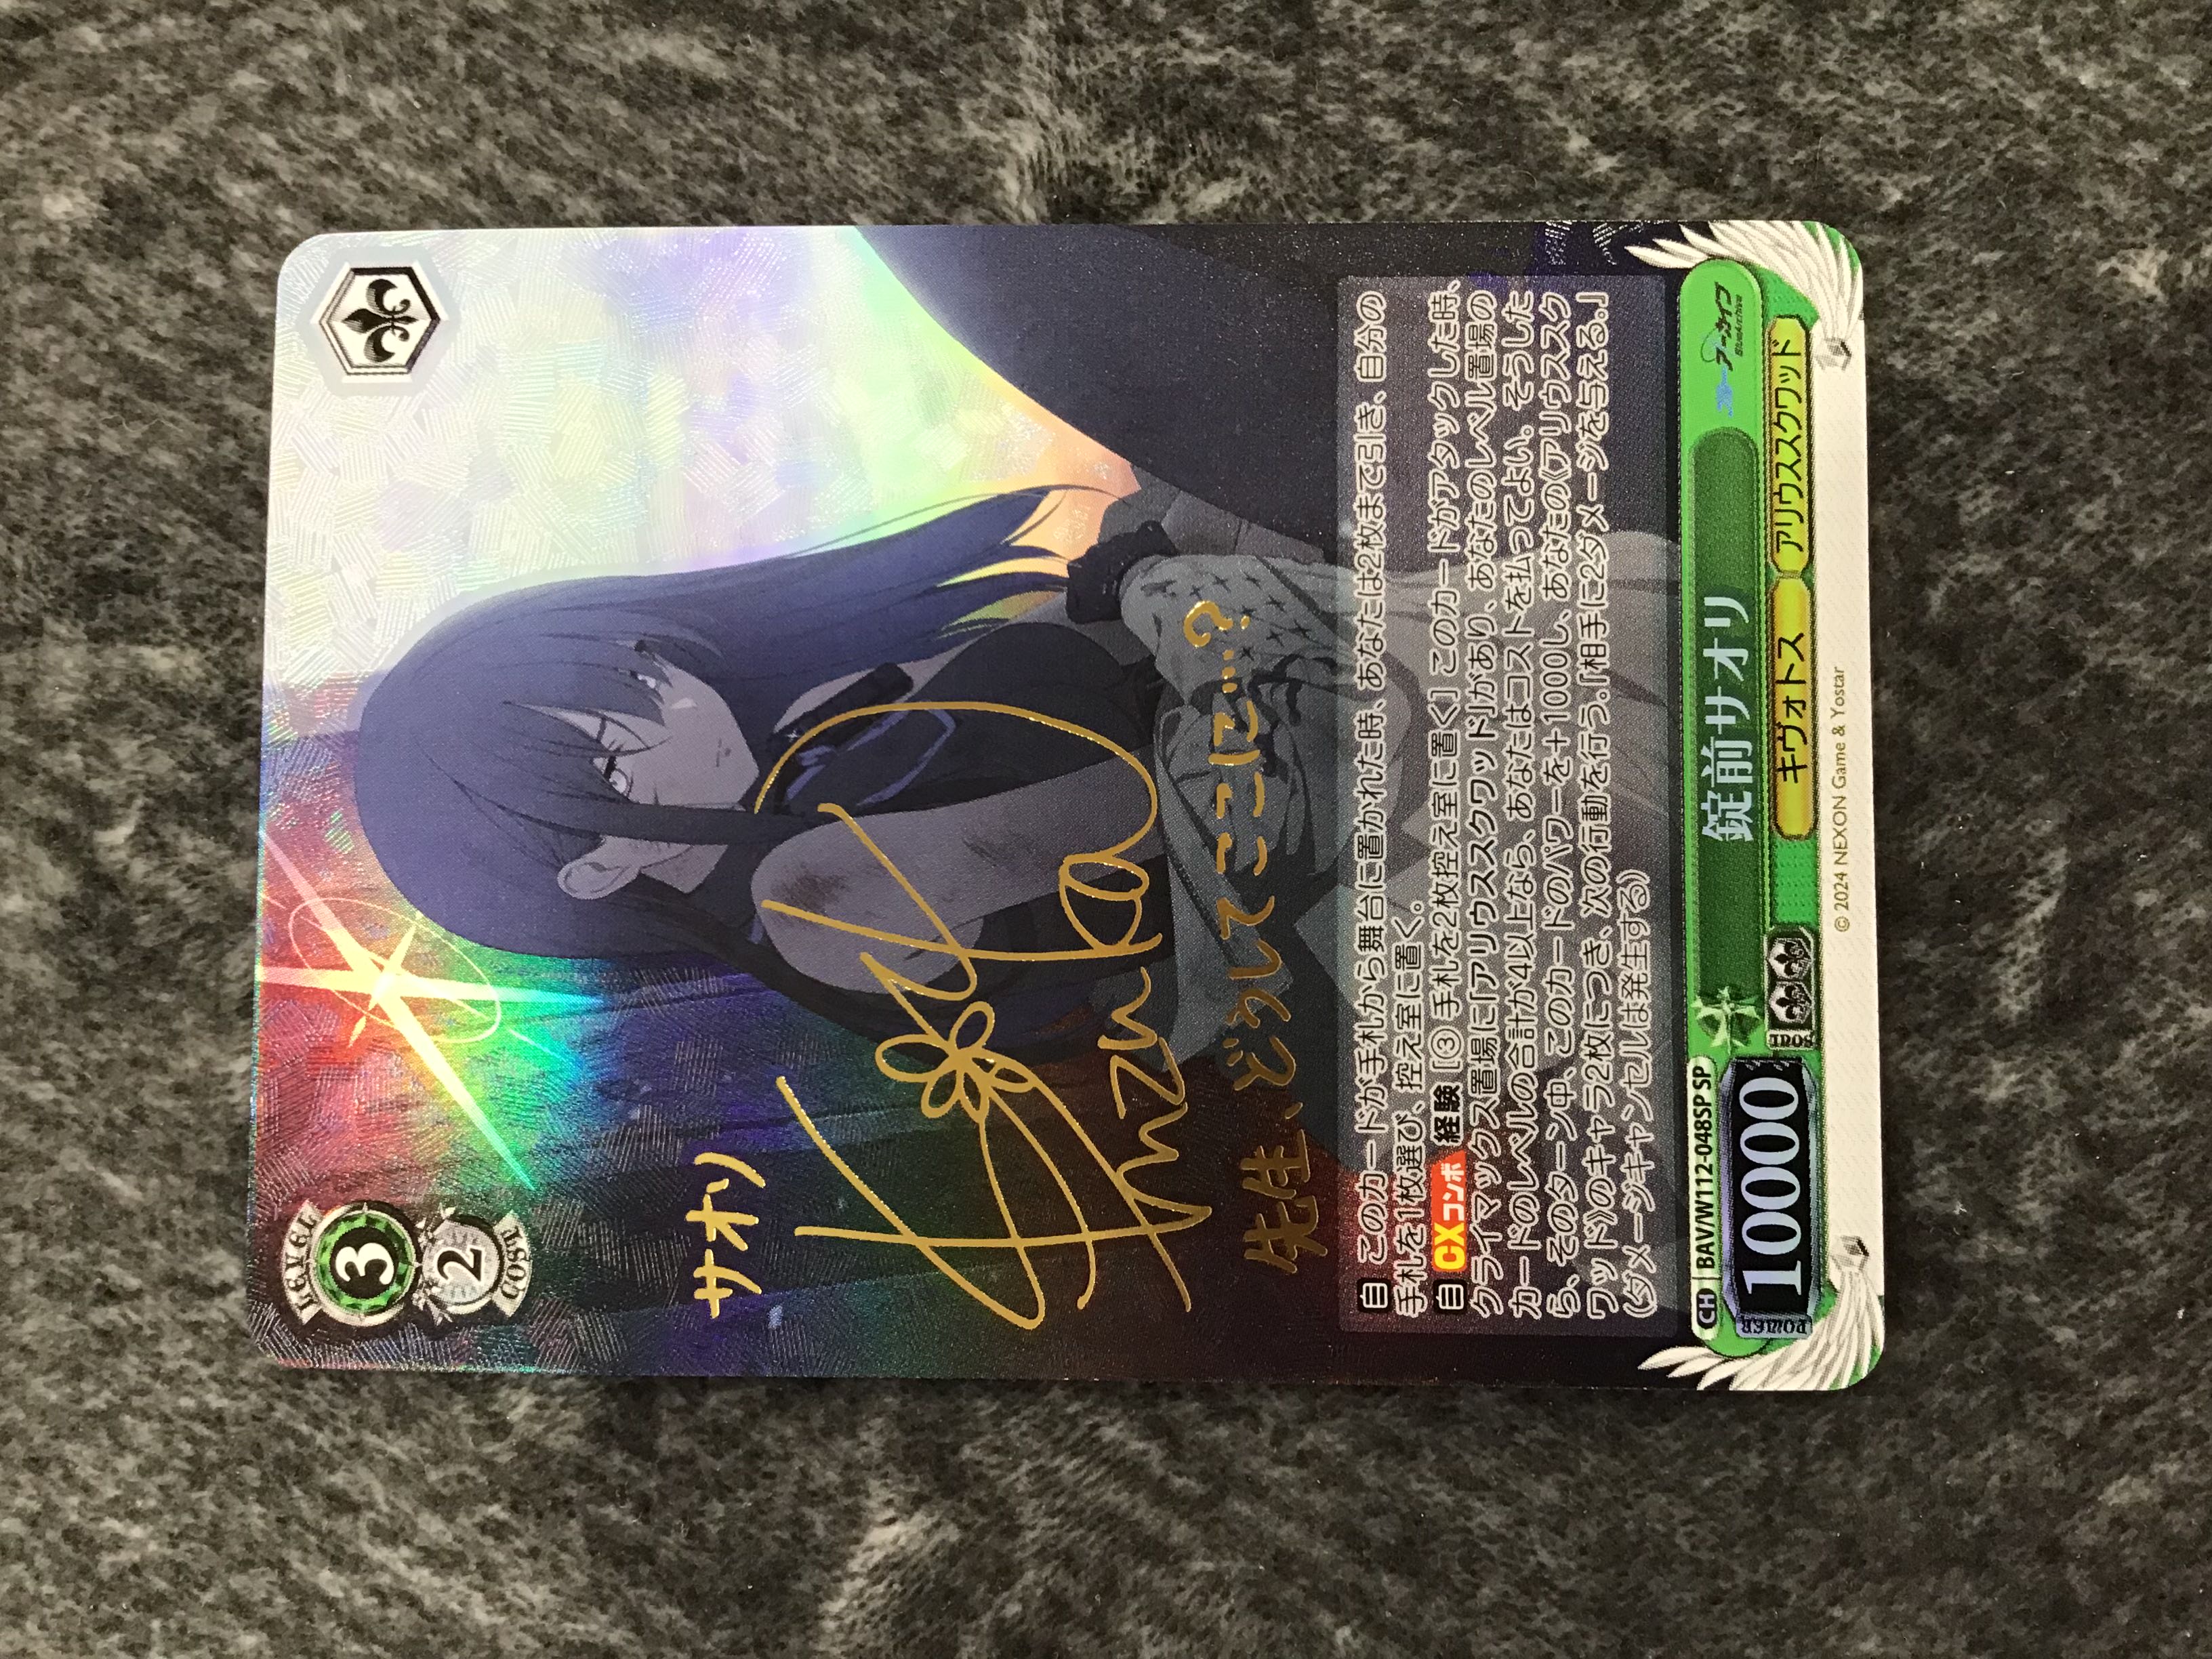 LEVEL
3
2
COST
サオリ
先生、どうしてここに…?
自 このカードが手札から舞台に置かれた時、あなたは2枚まで引き、自分の
手札を1枚選び、控え室に置く。
自 CXコンボ 経験 [③ 手札を2枚控え室に置く] このカードがアタックした時、
クライマックス置場に「アリウススクワッド」があり、あなたのレベル置場の
カードのレベルの合計が4以上なら、あなたはコストを払ってよい。そうした
ら、そのターン中、このカードのパワーを+1000し、あなたの《アリウススク
ワッド》のキャラ2枚につき、次の行動を行う。『相手に2ダメージを与える。』
(ダメージキャンセルは発生する)
CH BAV/W112-048SP SP
錠前サオリ
ブルーアーカイブ
Blue Archive
POWER
10000
SOUL
キヴォトス
アリウススクワッド
© 2024 NEXON Game & Yostar